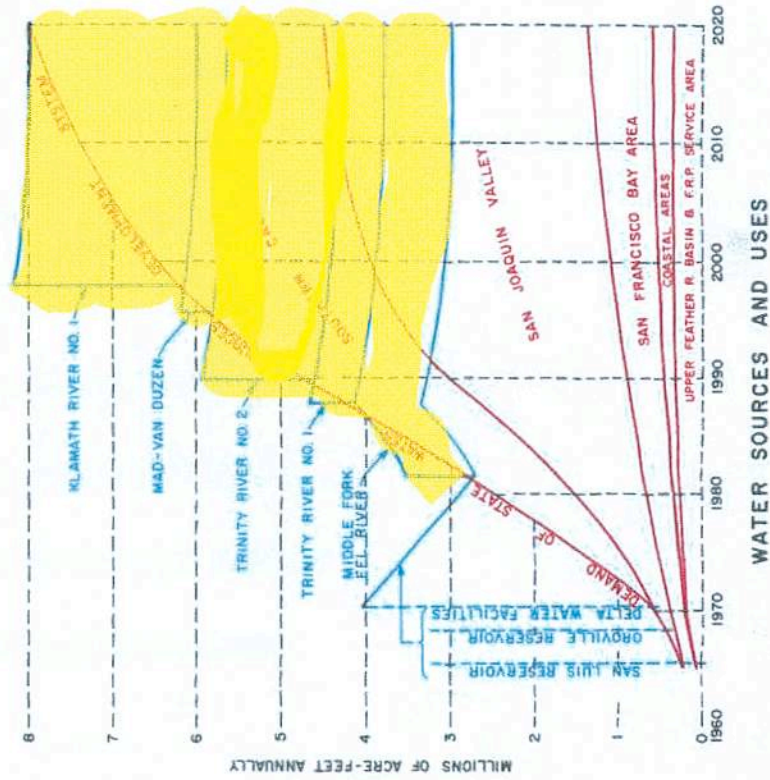 8
7
6
5
4
3
2
1
0
MILLIONS OF ACRE-FEET ANNUALLY
1960
1970
1980
1990
2000
2010
2020
WATER SOURCES AND USES
KLAMATH RIVER NO. 1
MAD-VAN DUZEN
TRINITY RIVER NO. 2
TRINITY RIVER NO. 1
MIDDLE FORK
EEL RIVER
SAN LUIS RESERVOIR
OROVILLE RESERVOIR
DELTA WATER FACILITIES
DEMAND OF STATE WATER DEVELOPMENT SYSTEM
SAN JOAQUIN VALLEY
SAN FRANCISCO BAY AREA
COASTAL AREAS
UPPER FEATHER R. BASIN & F.R.P. SERVICE AREA